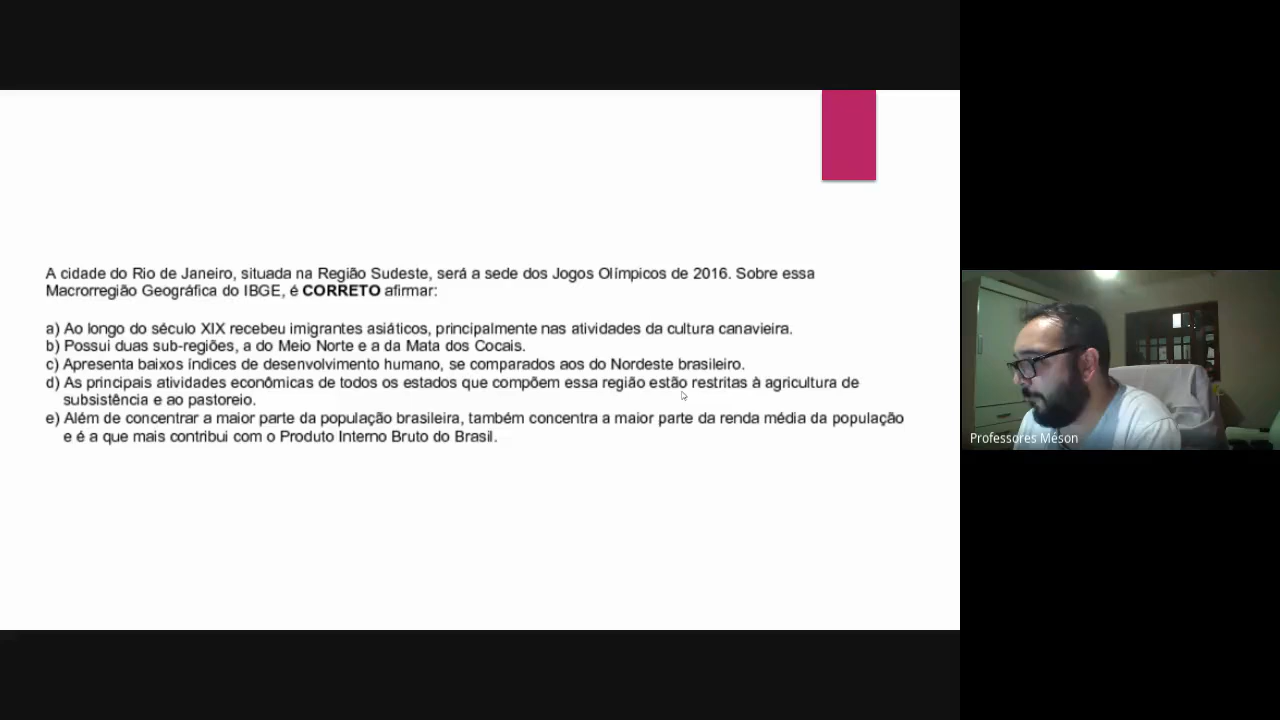 A cidade do Rio de Janeiro, situada na Região Sudeste, será a sede dos Jogos Olímpicos de 2016. Sobre essa
Macrorregião Geográfica do IBGE, é CORRETO afirmar:
a) Ao longo do século XIX recebeu imigrantes asiáticos, principalmente nas atividades da cultura canavieira.
b) Possui duas sub-regiões, a do Meio Norte e a da Mata dos Cocais.
c) Apresenta baixos índices de desenvolvimento humano, se comparados aos do Nordeste brasileiro.
d) As principais atividades econômicas de todos os estados que compõem essa região estão restritas à agricultura de
subsistência e ao pastoreio.
e) Além de concentrar a maior parte da população brasileira, também concentra a maior parte da renda média da população
e é a que mais contribui com o Produto Interno Bruto do Brasil.
Professores Méson